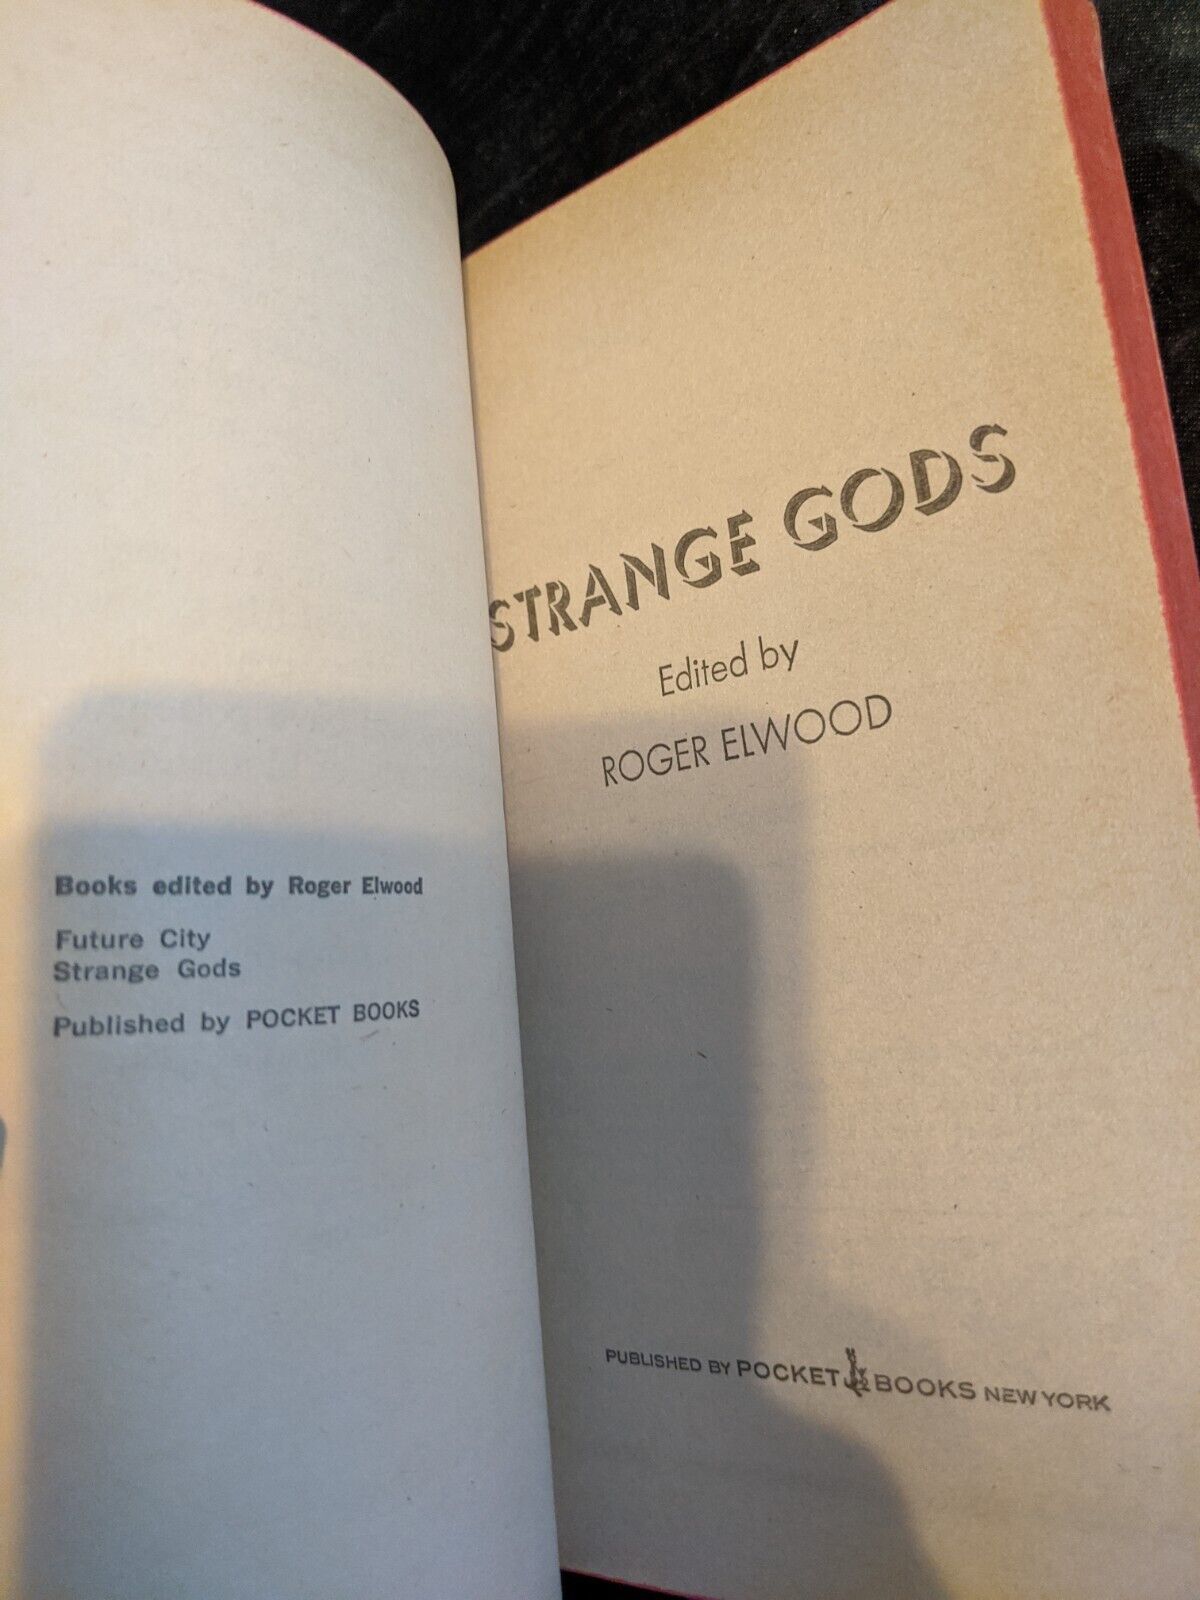 Books edited by Roger Elwood
Future City
Strange Gods
Published by POCKET BOOKS
STRANGE GODS
Edited by
ROGER ELWOOD
PUBLISHED BY POCKET BOOKS NEW YORK